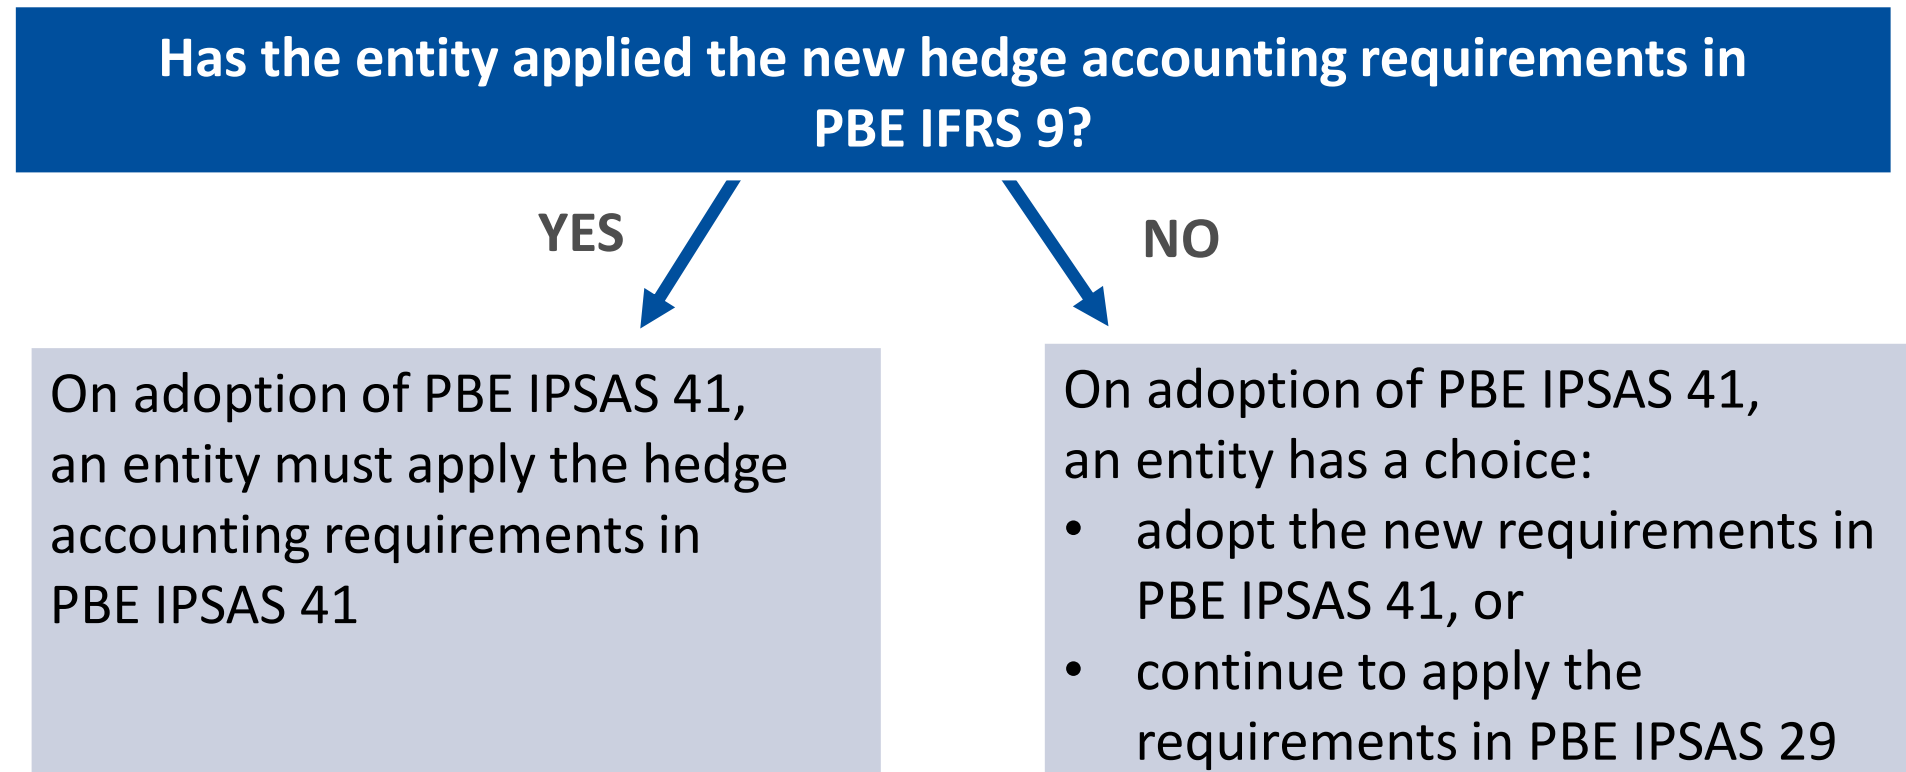 Has the entity applied the new hedge accounting requirements in
PBE IFRS 9?
YES
NO
On adoption of PBE IPSAS 41,
an entity must apply the hedge
accounting requirements in
PBE IPSAS 41
On adoption of PBE IPSAS 41,
an entity has a choice:
• adopt the new requirements in
PBE IPSAS 41, or
• continue to apply the
requirements in PBE IPSAS 29